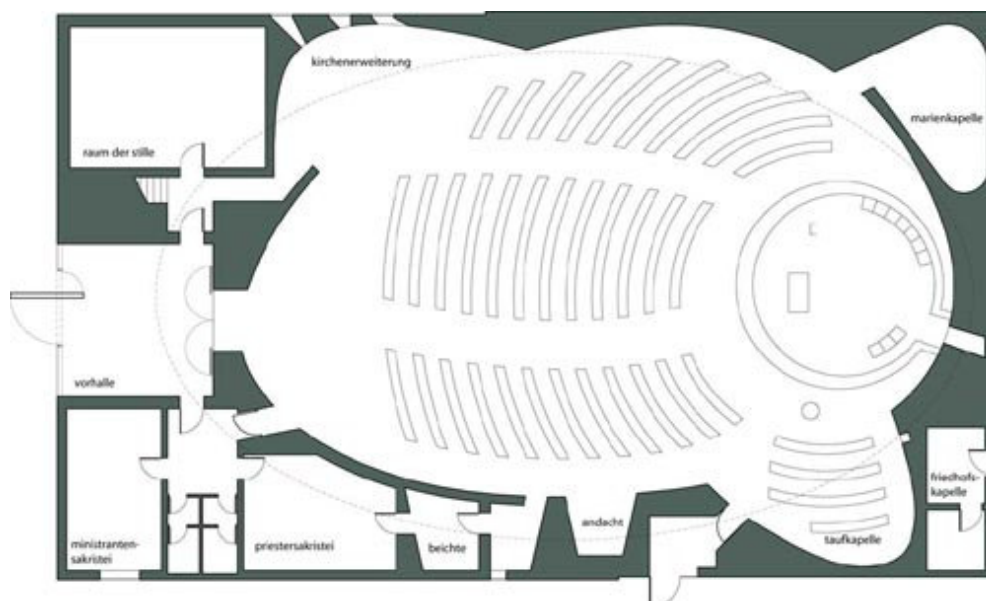 kirchenerweiterung
marienkapelle
raum der stille
vorhalle
friedhofs-
kapelle
andacht
taufkapelle
ministranten-
sakristei
priestersakristei
beichte